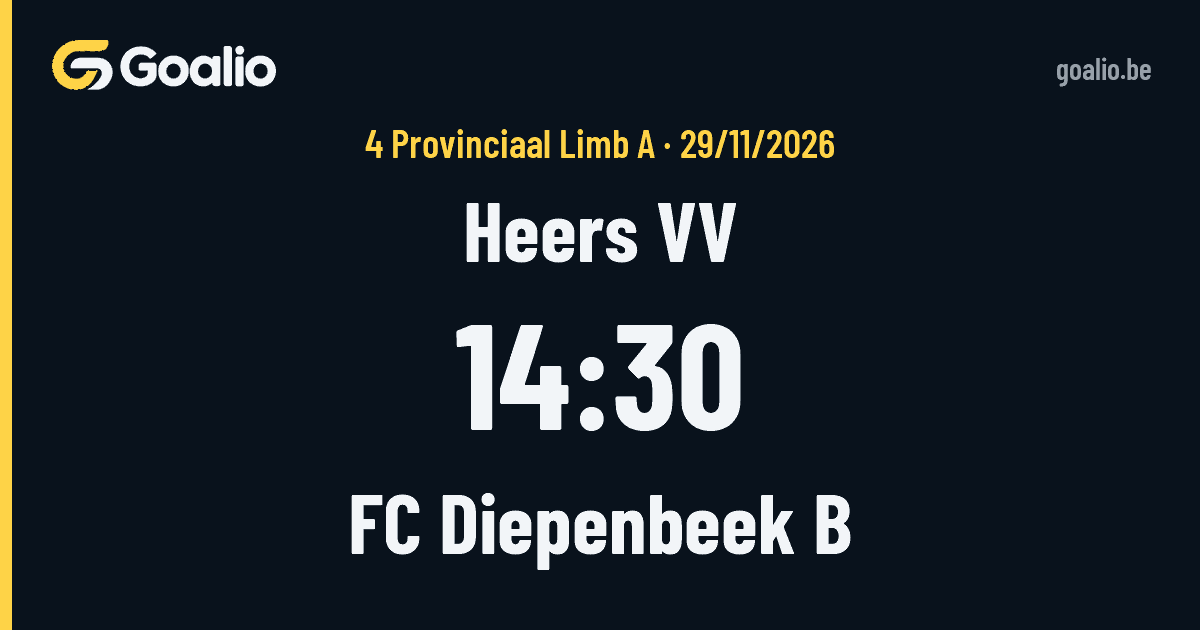 Goalio
goalio.be
4 Provinciaal Limb A · 29/11/2026
Heers VV
14:30
FC Diepenbeek B